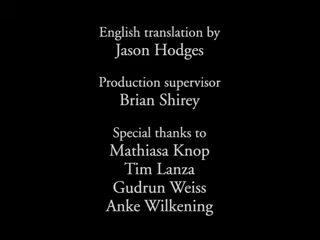 English translation by
Jason Hodges
Production supervisor
Brian Shirey
Special thanks to
Mathiasa Knop
Tim Lanza
Gudrun Weiss
Anke Wilkening